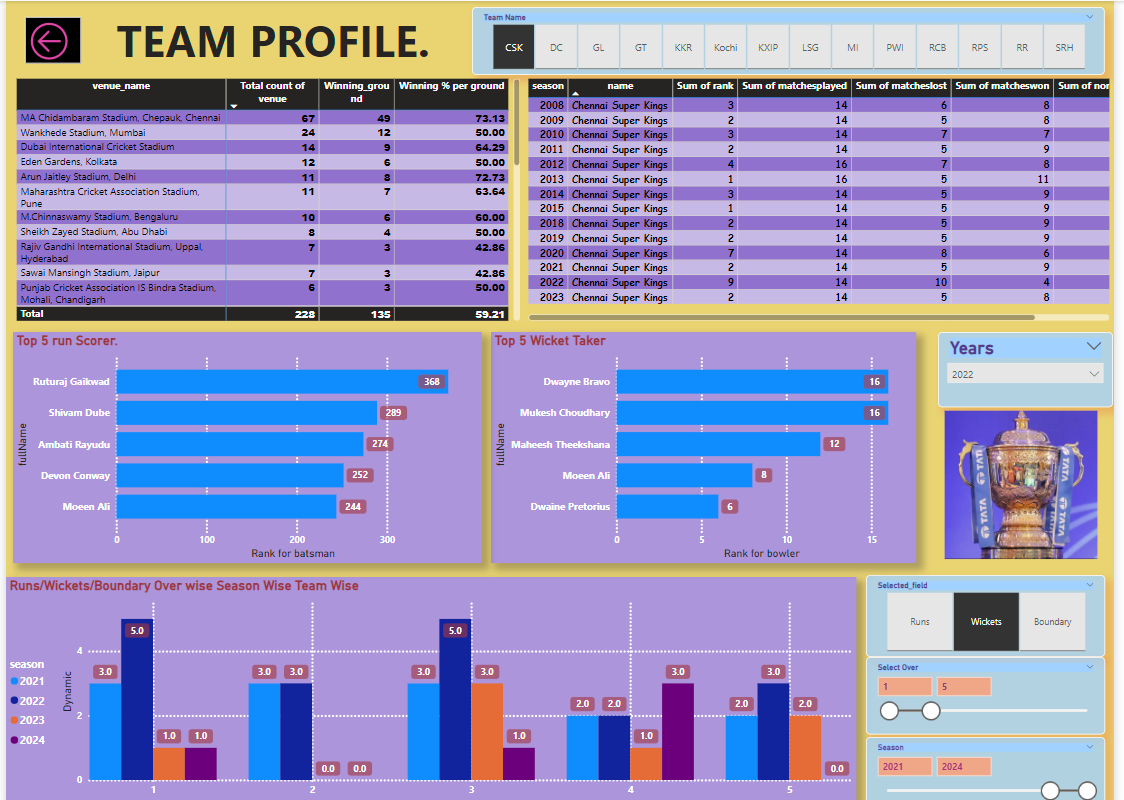 TEAM PROFILE.
Team Name
CSK DC GL GT KKR Kochi KXIP LSG MI PWI RCB RPS RR SRH
venue_name Total count of venue Winning_ground Winning % per ground
MA Chidambaram Stadium, Chepauk, Chennai 67 49 73.13
Wankhede Stadium, Mumbai 24 12 50.00
Dubai International Cricket Stadium 14 9 64.29
Eden Gardens, Kolkata 12 6 50.00
Arun Jaitley Stadium, Delhi 11 8 72.73
Maharashtra Cricket Association Stadium, Pune 11 7 63.64
M.Chinnaswamy Stadium, Bengaluru 10 6 60.00
Sheikh Zayed Stadium, Abu Dhabi 8 4 50.00
Rajiv Gandhi International Stadium, Uppal, Hyderabad 7 3 42.86
Sawai Mansingh Stadium, Jaipur 7 3 42.86
Punjab Cricket Association IS Bindra Stadium, Mohali, Chandigarh 6 3 50.00
Total 228 135 59.21
season name Sum of rank Sum of matchesplayed Sum of matcheslost Sum of matcheswon Sum of nor
2008 Chennai Super Kings 3 14 6 8
2009 Chennai Super Kings 2 14 5 8
2010 Chennai Super Kings 3 14 7 7
2011 Chennai Super Kings 2 14 5 9
2012 Chennai Super Kings 4 16 7 8
2013 Chennai Super Kings 1 16 5 11
2014 Chennai Super Kings 3 14 5 9
2015 Chennai Super Kings 1 14 5 9
2018 Chennai Super Kings 2 14 5 9
2019 Chennai Super Kings 2 14 5 9
2020 Chennai Super Kings 7 14 8 6
2021 Chennai Super Kings 2 14 5 9
2022 Chennai Super Kings 9 14 10 4
2023 Chennai Super Kings 2 14 5 8
Top 5 run Scorer.
fullName
Ruturaj Gaikwad 368
Shivam Dube 289
Ambati Rayudu 274
Devon Conway 252
Moeen Ali 244
0 100 200 300
Rank for batsman
Top 5 Wicket Taker
fullName
Dwayne Bravo 16
Mukesh Choudhary 16
Maheesh Theekshana 12
Moeen Ali 8
Dwaine Pretorius 6
0 5 10 15
Rank for bowler
Years
2022
TATA TATA
TATA TATA
Runs/Wickets/Boundary Over wise Season Wise Team Wise
season
2021
2022
2023
2024
Dynamic
4
2
0
3.0 5.0 1.0 1.0
3.0 3.0 0.0 0.0
3.0 5.0 3.0 1.0
2.0 2.0 1.0 3.0
2.0 3.0 2.0 0.0
1 2 3 4 5
Selected_field
Runs Wickets Boundary
Select Over
1 5
Season
2021 2024